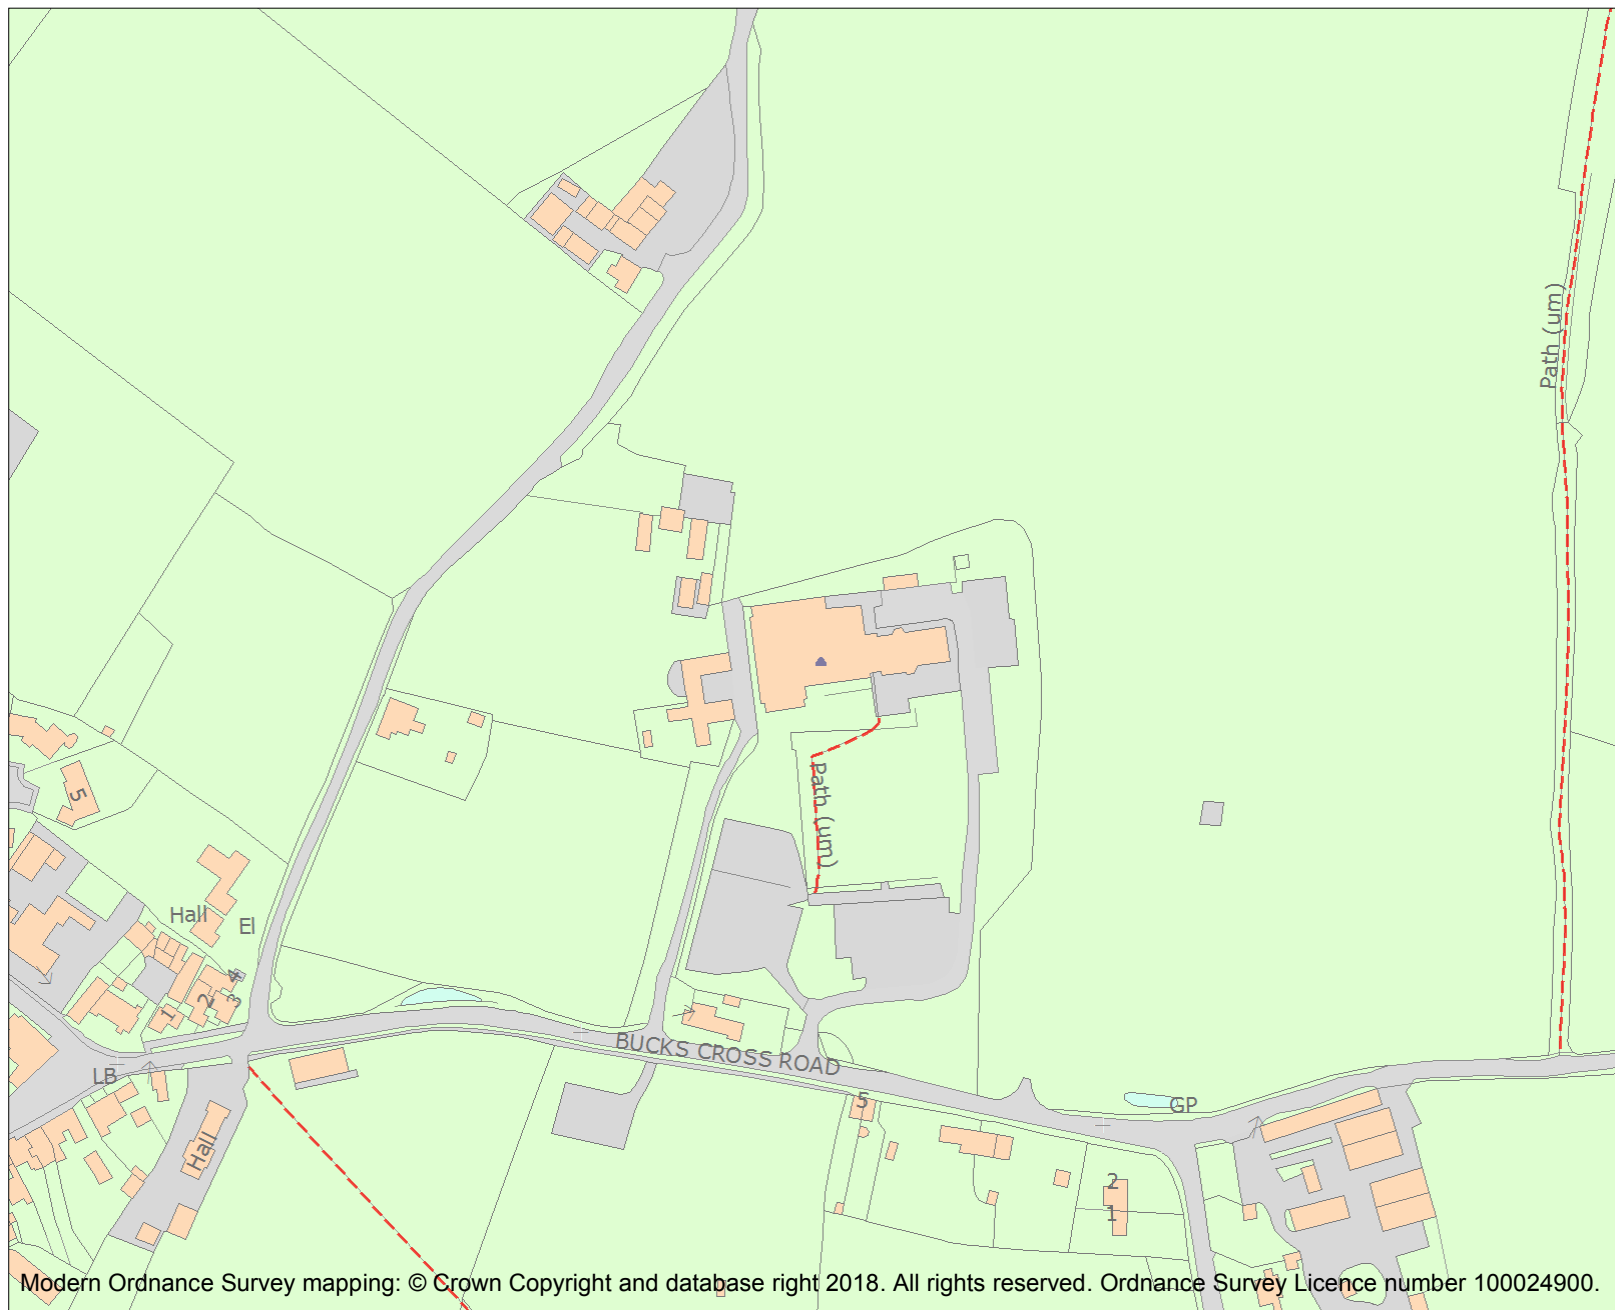 Path (um)
Path (um)
5
Hall
El
4
2
3
1
LB
BUCKS CROSS ROAD
5
GP
Hall
2
1
Modern Ordnance Survey mapping: © Crown Copyright and database right 2018. All rights reserved. Ordnance Survey Licence number 100024900.